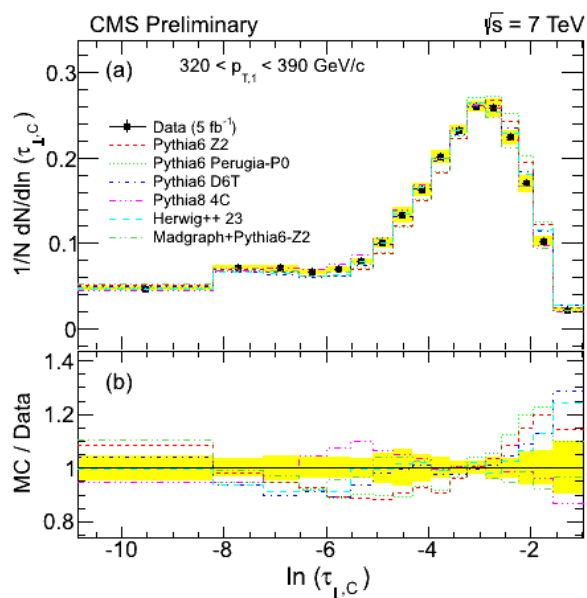 CMS Preliminary √s = 7 TeV
(a) 320 < p_T,1 < 390 GeV/c
0.3
0.2
0.1
0
1/N dN/dln (τ_⊥,C)
Data (5 fb⁻¹)
Pythia6 Z2
Pythia6 Perugia-P0
Pythia6 D6T
Pythia8 4C
Herwig++ 23
Madgraph+Pythia6-Z2
(b)
1.4
1.2
1
0.8
MC / Data
-10 -8 -6 -4 -2
ln (τ_⊥,C)